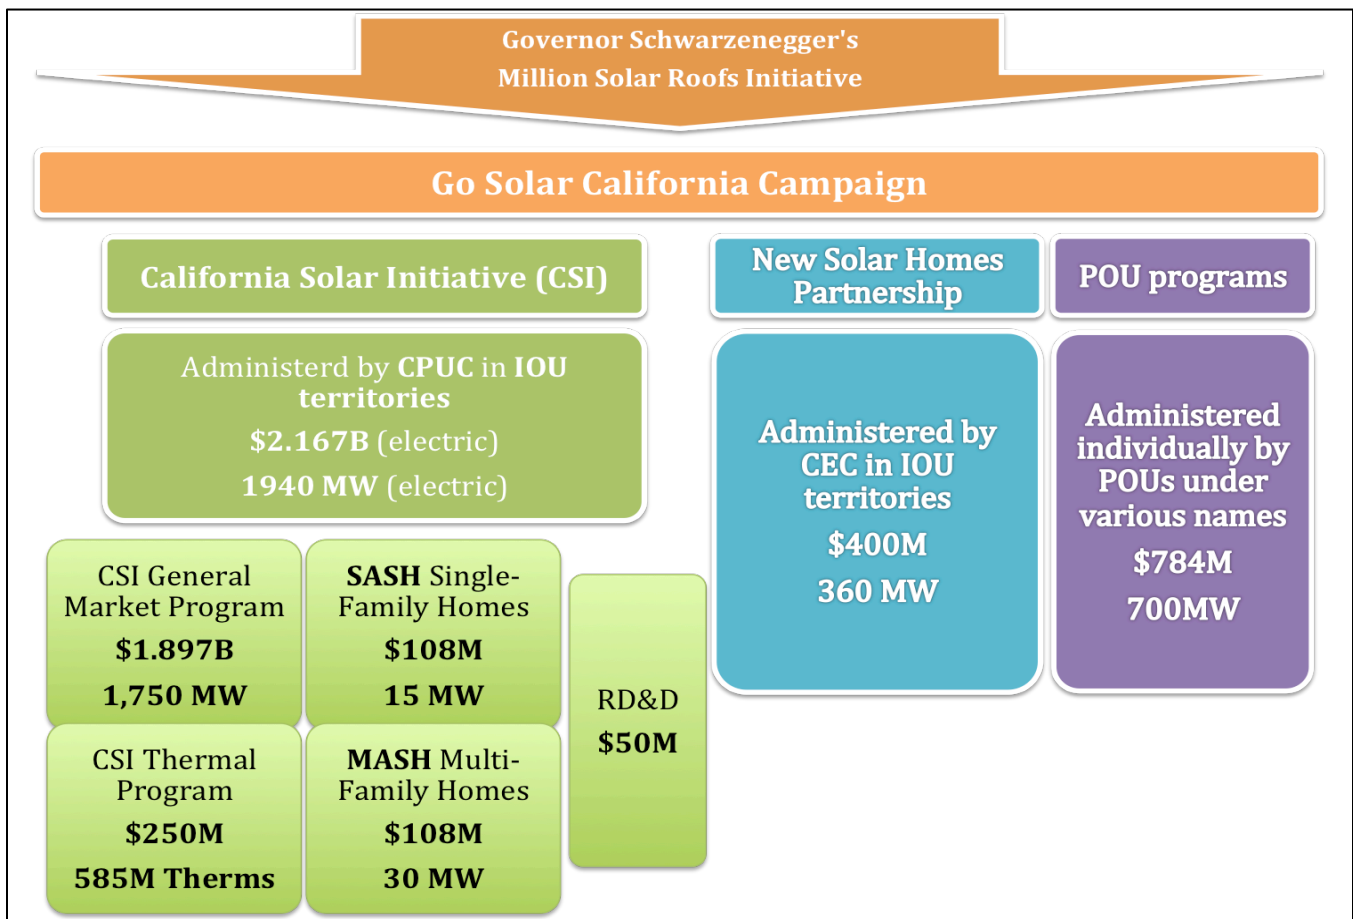 Governor Schwarzenegger's
Million Solar Roofs Initiative
Go Solar California Campaign
California Solar Initiative (CSI)
Administerd by CPUC in IOU
territories
$2.167B (electric)
1940 MW (electric)
CSI General
Market Program
$1.897B
1,750 MW
SASH Single-
Family Homes
$108M
15 MW
CSI Thermal
Program
$250M
585M Therms
MASH Multi-
Family Homes
$108M
30 MW
RD&D
$50M
New Solar Homes
Partnership
Administered by
CEC in IOU
territories
$400M
360 MW
POU programs
Administered
individually by
POUs under
various names
$784M
700MW